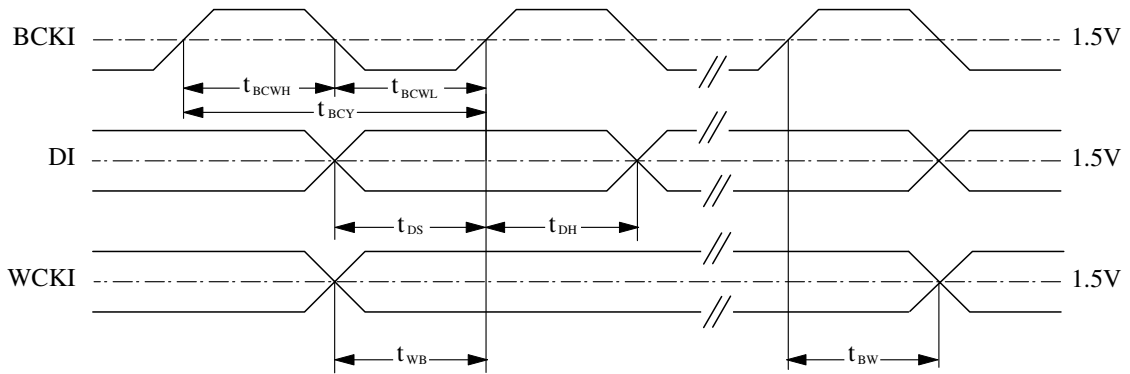 BCKI 1.5V
tBCWH tBCWL
tBCY
DI 1.5V
tDS tDH
WCKI 1.5V
tWB tBW